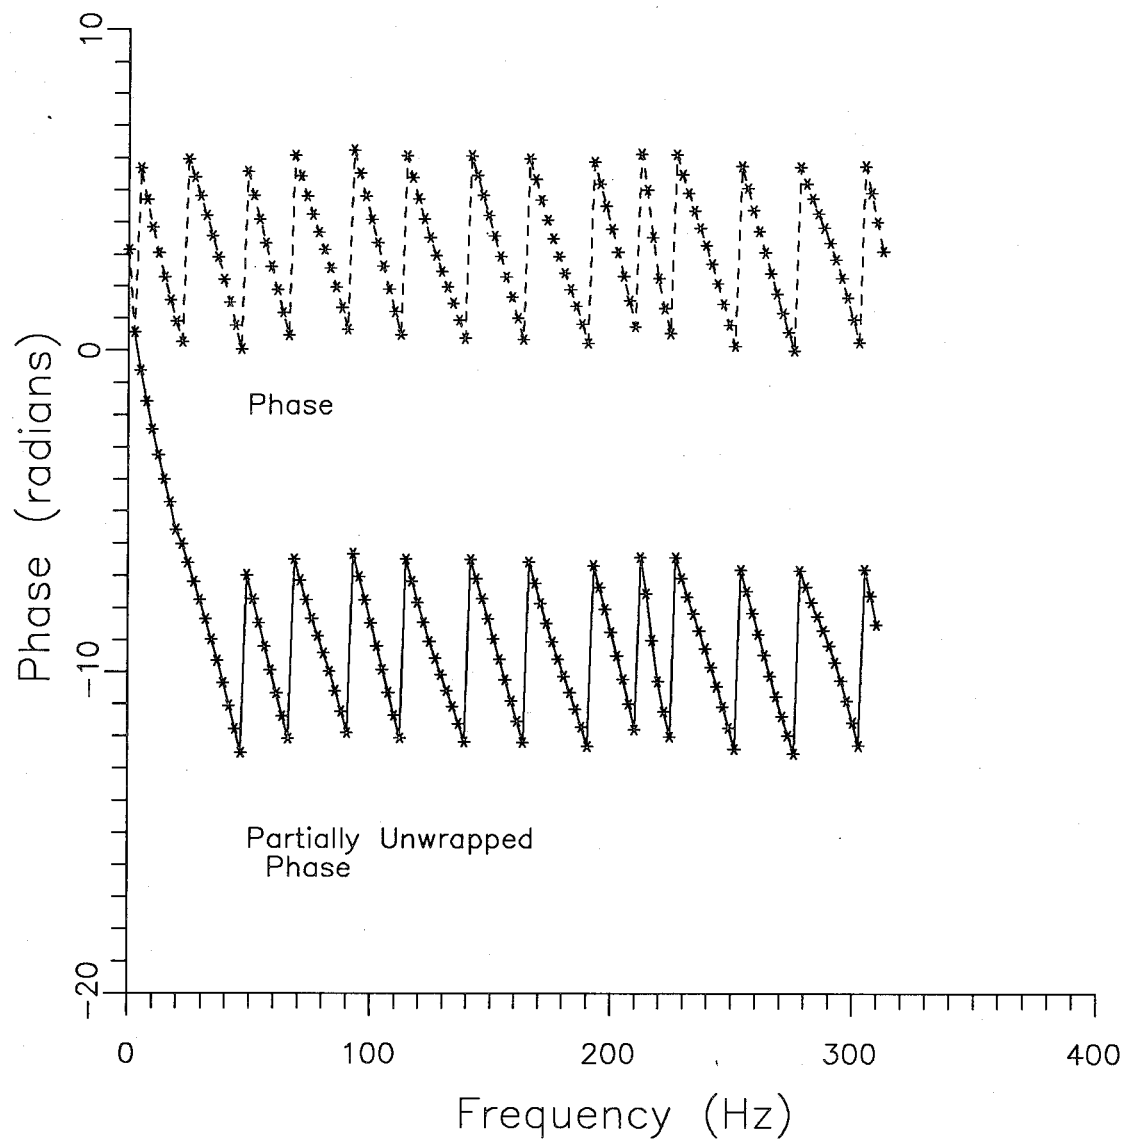 10
0
−10
−20
Phase (radians)
Phase
Partially Unwrapped
Phase
0
100
200
300
400
Frequency (Hz)